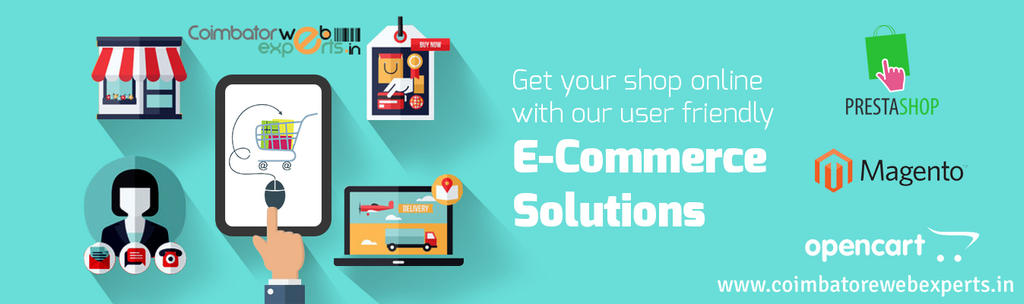 Coimbatorweb
experts.in
BUY NOW
DELIVERY
Get your shop online
with our user friendly
E-Commerce
Solutions
PRESTASHOP
Magento
opencart
www.coimbatorewebexperts.in